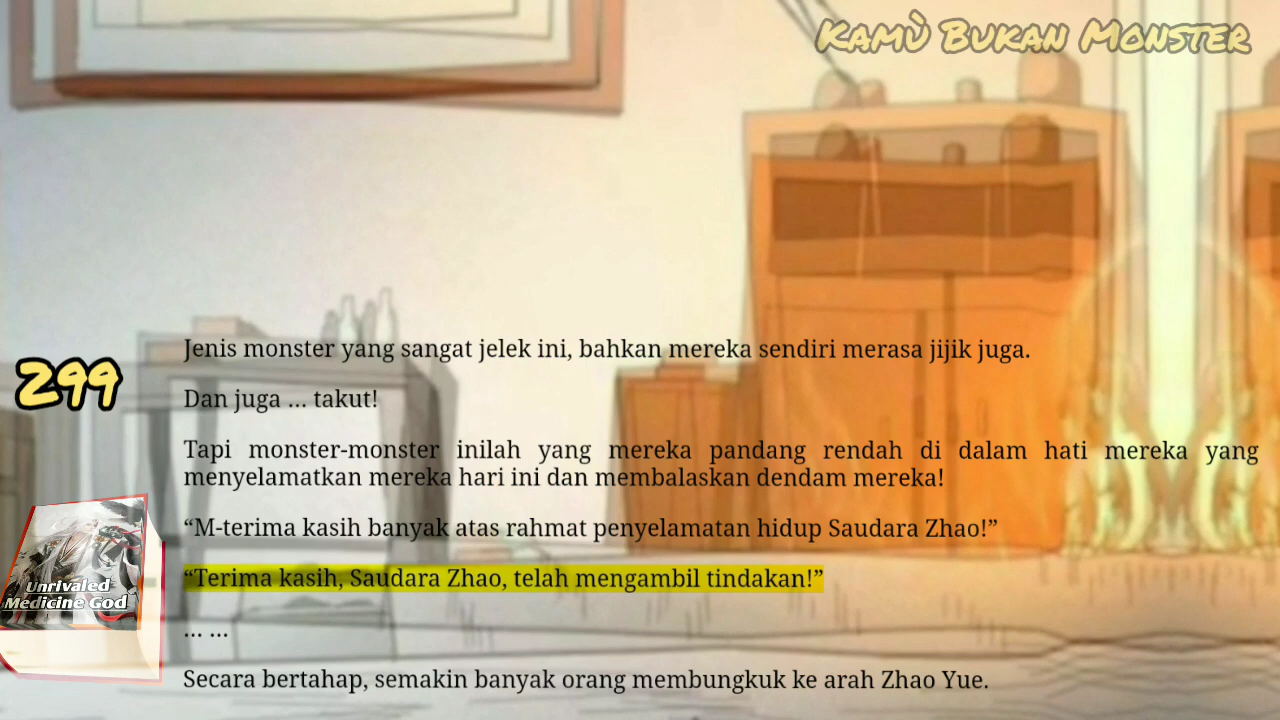 Kamù Bukan Monster
Jenis monster yang sangat jelek ini, bahkan mereka sendiri merasa jijik juga.
299
Dan juga ... takut!
Tapi monster-monster inilah yang mereka pandang rendah di dalam hati mereka yang
menyelamatkan mereka hari ini dan membalaskan dendam mereka!
“M-terima kasih banyak atas rahmat penyelamatan hidup Saudara Zhao!”
“Terima kasih, Saudara Zhao, telah mengambil tindakan!”
Unrivaled
Medicine God
... ...
Secara bertahap, semakin banyak orang membungkuk ke arah Zhao Yue.